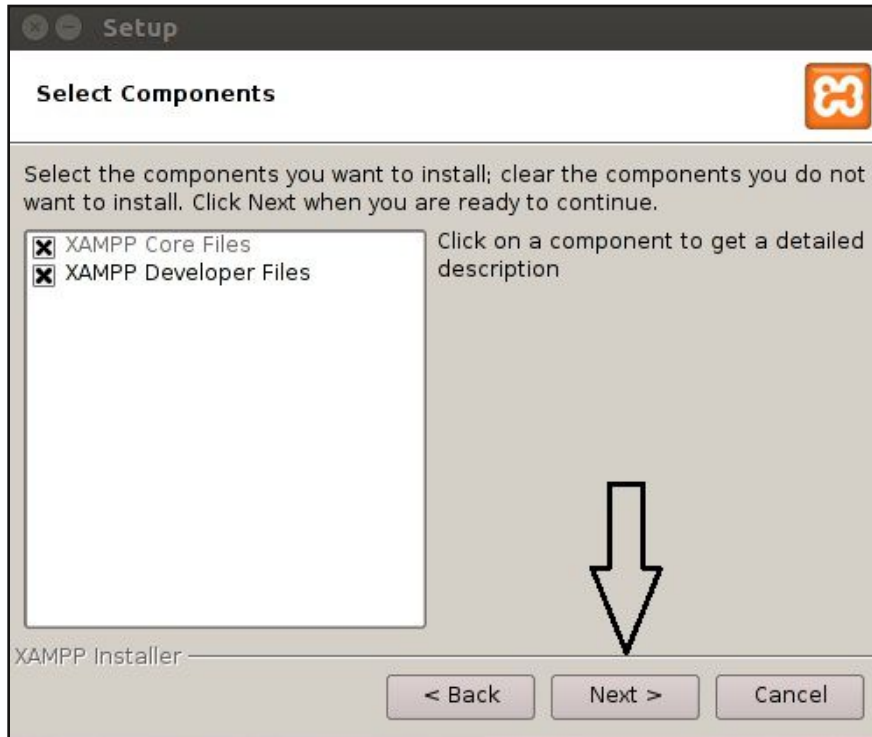 Setup
Select Components
Select the components you want to install; clear the components you do not
want to install. Click Next when you are ready to continue.
XAMPP Core Files
XAMPP Developer Files
Click on a component to get a detailed
description
XAMPP Installer
< Back
Next >
Cancel